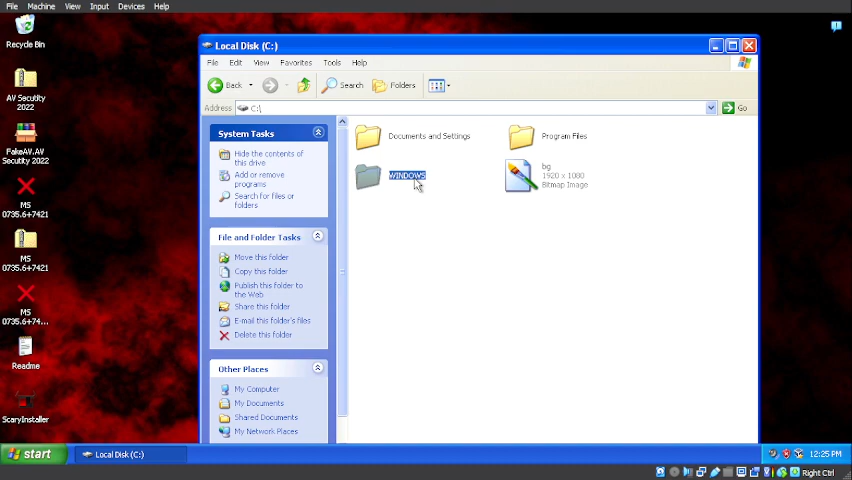 File Machine View Input Devices Help
Recycle Bin
AV Secutity
2022
FakeAV.AV
Secutity 2022
MS
0735.6+7421
MS
0735.6+7421
MS
0735.6+74...
Readme
ScaryInstaller
Local Disk (C:)
File Edit View Favorites Tools Help
Back Search Folders
Address C:\ Go
System Tasks
Hide the contents of
this drive
Add or remove
programs
Search for files or
folders
File and Folder Tasks
Move this folder
Copy this folder
Publish this folder to
the Web
Share this folder
E-mail this folder's files
Delete this folder
Other Places
My Computer
My Documents
Shared Documents
My Network Places
Documents and Settings
Program Files
WINDOWS
bg
1920 x 1080
Bitmap Image
start Local Disk (C:) 12:25 PM
Right Ctrl